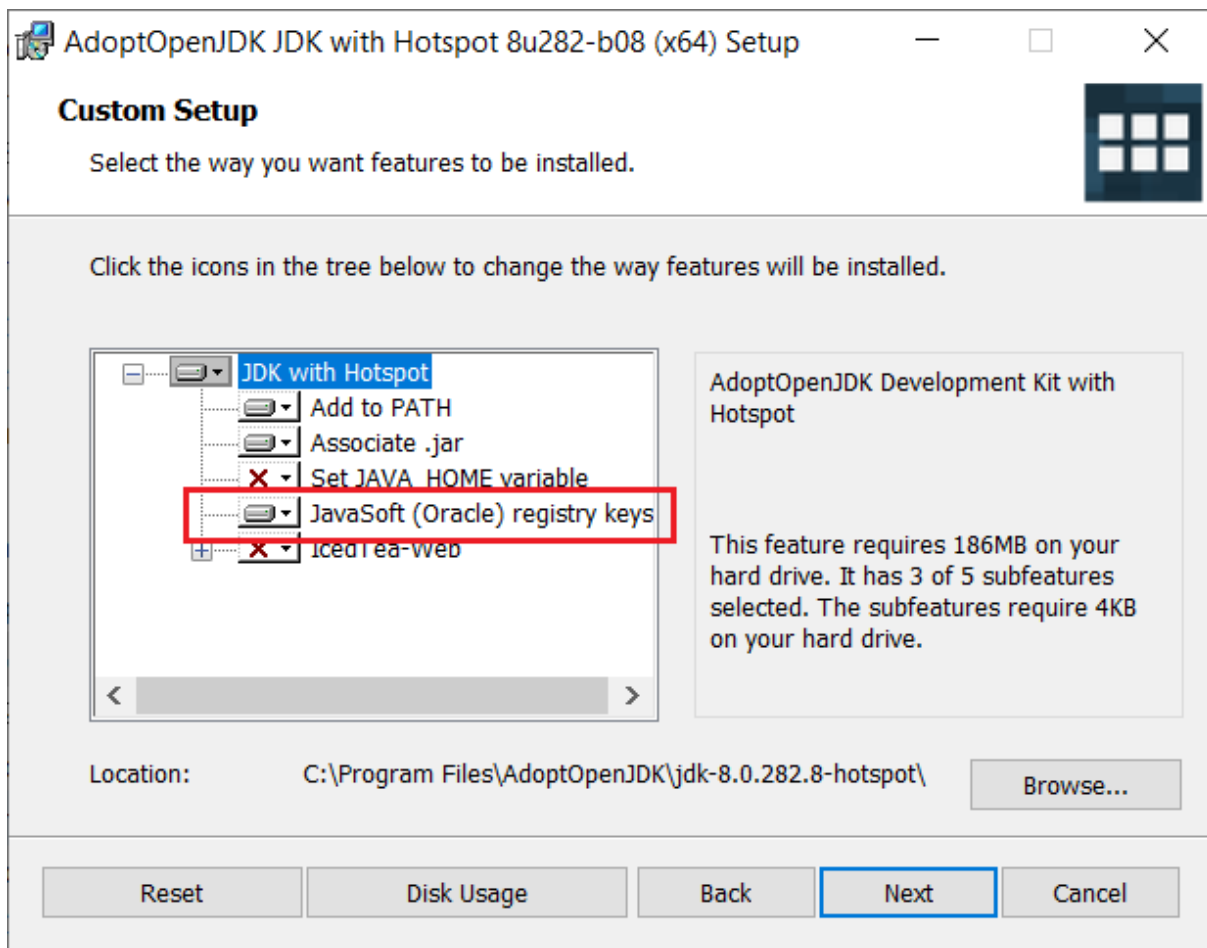 AdoptOpenJDK JDK with Hotspot 8u282-b08 (x64) Setup
Custom Setup
Select the way you want features to be installed.
Click the icons in the tree below to change the way features will be installed.
JDK with Hotspot
Add to PATH
Associate .jar
Set JAVA_HOME variable
JavaSoft (Oracle) registry keys
IcedTea-Web
AdoptOpenJDK Development Kit with
Hotspot
This feature requires 186MB on your
hard drive. It has 3 of 5 subfeatures
selected. The subfeatures require 4KB
on your hard drive.
Location: C:\Program Files\AdoptOpenJDK\jdk-8.0.282.8-hotspot\
Browse...
Reset Disk Usage Back Next Cancel